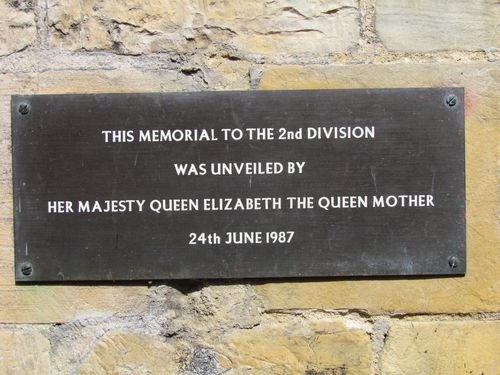 THIS MEMORIAL TO THE 2nd DIVISION
WAS UNVEILED BY
HER MAJESTY QUEEN ELIZABETH THE QUEEN MOTHER
24th JUNE 1987